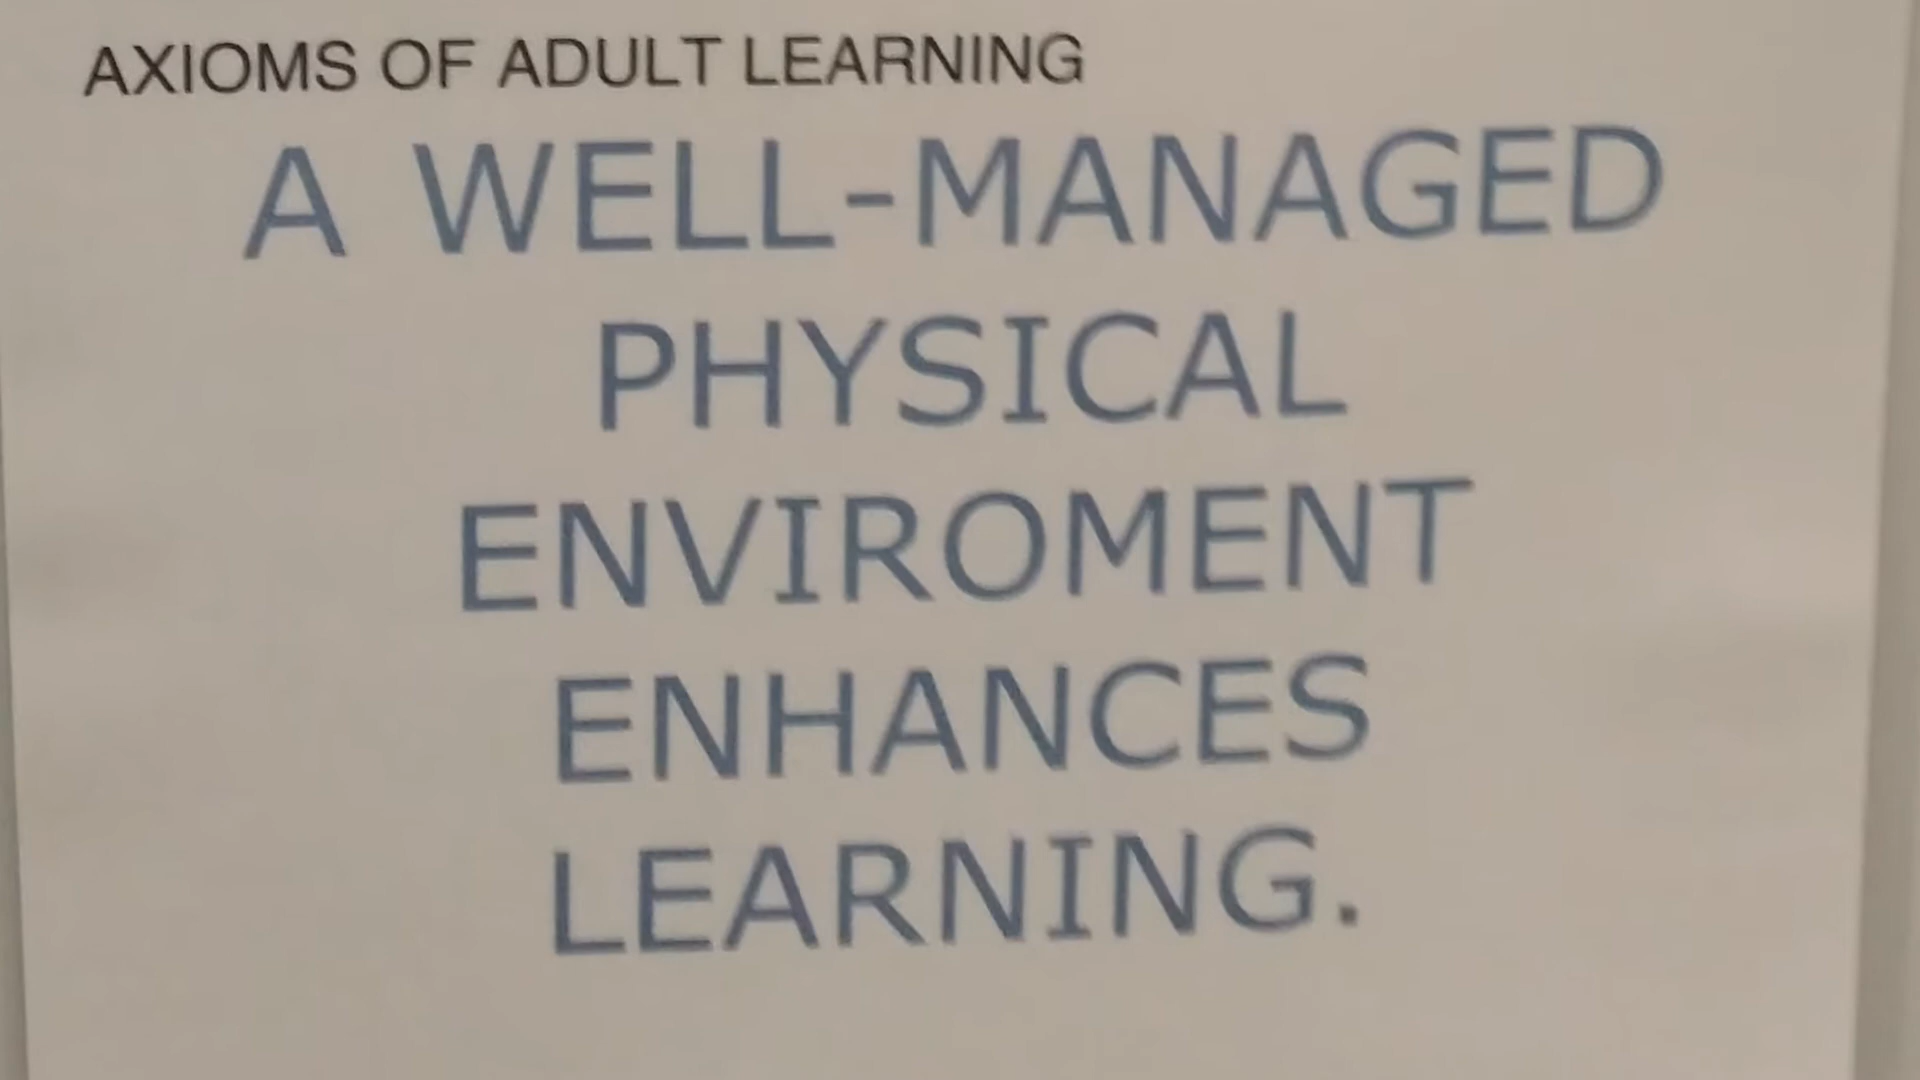 AXIOMS OF ADULT LEARNING
A WELL-MANAGED
PHYSICAL
ENVIROMENT
ENHANCES
LEARNING.